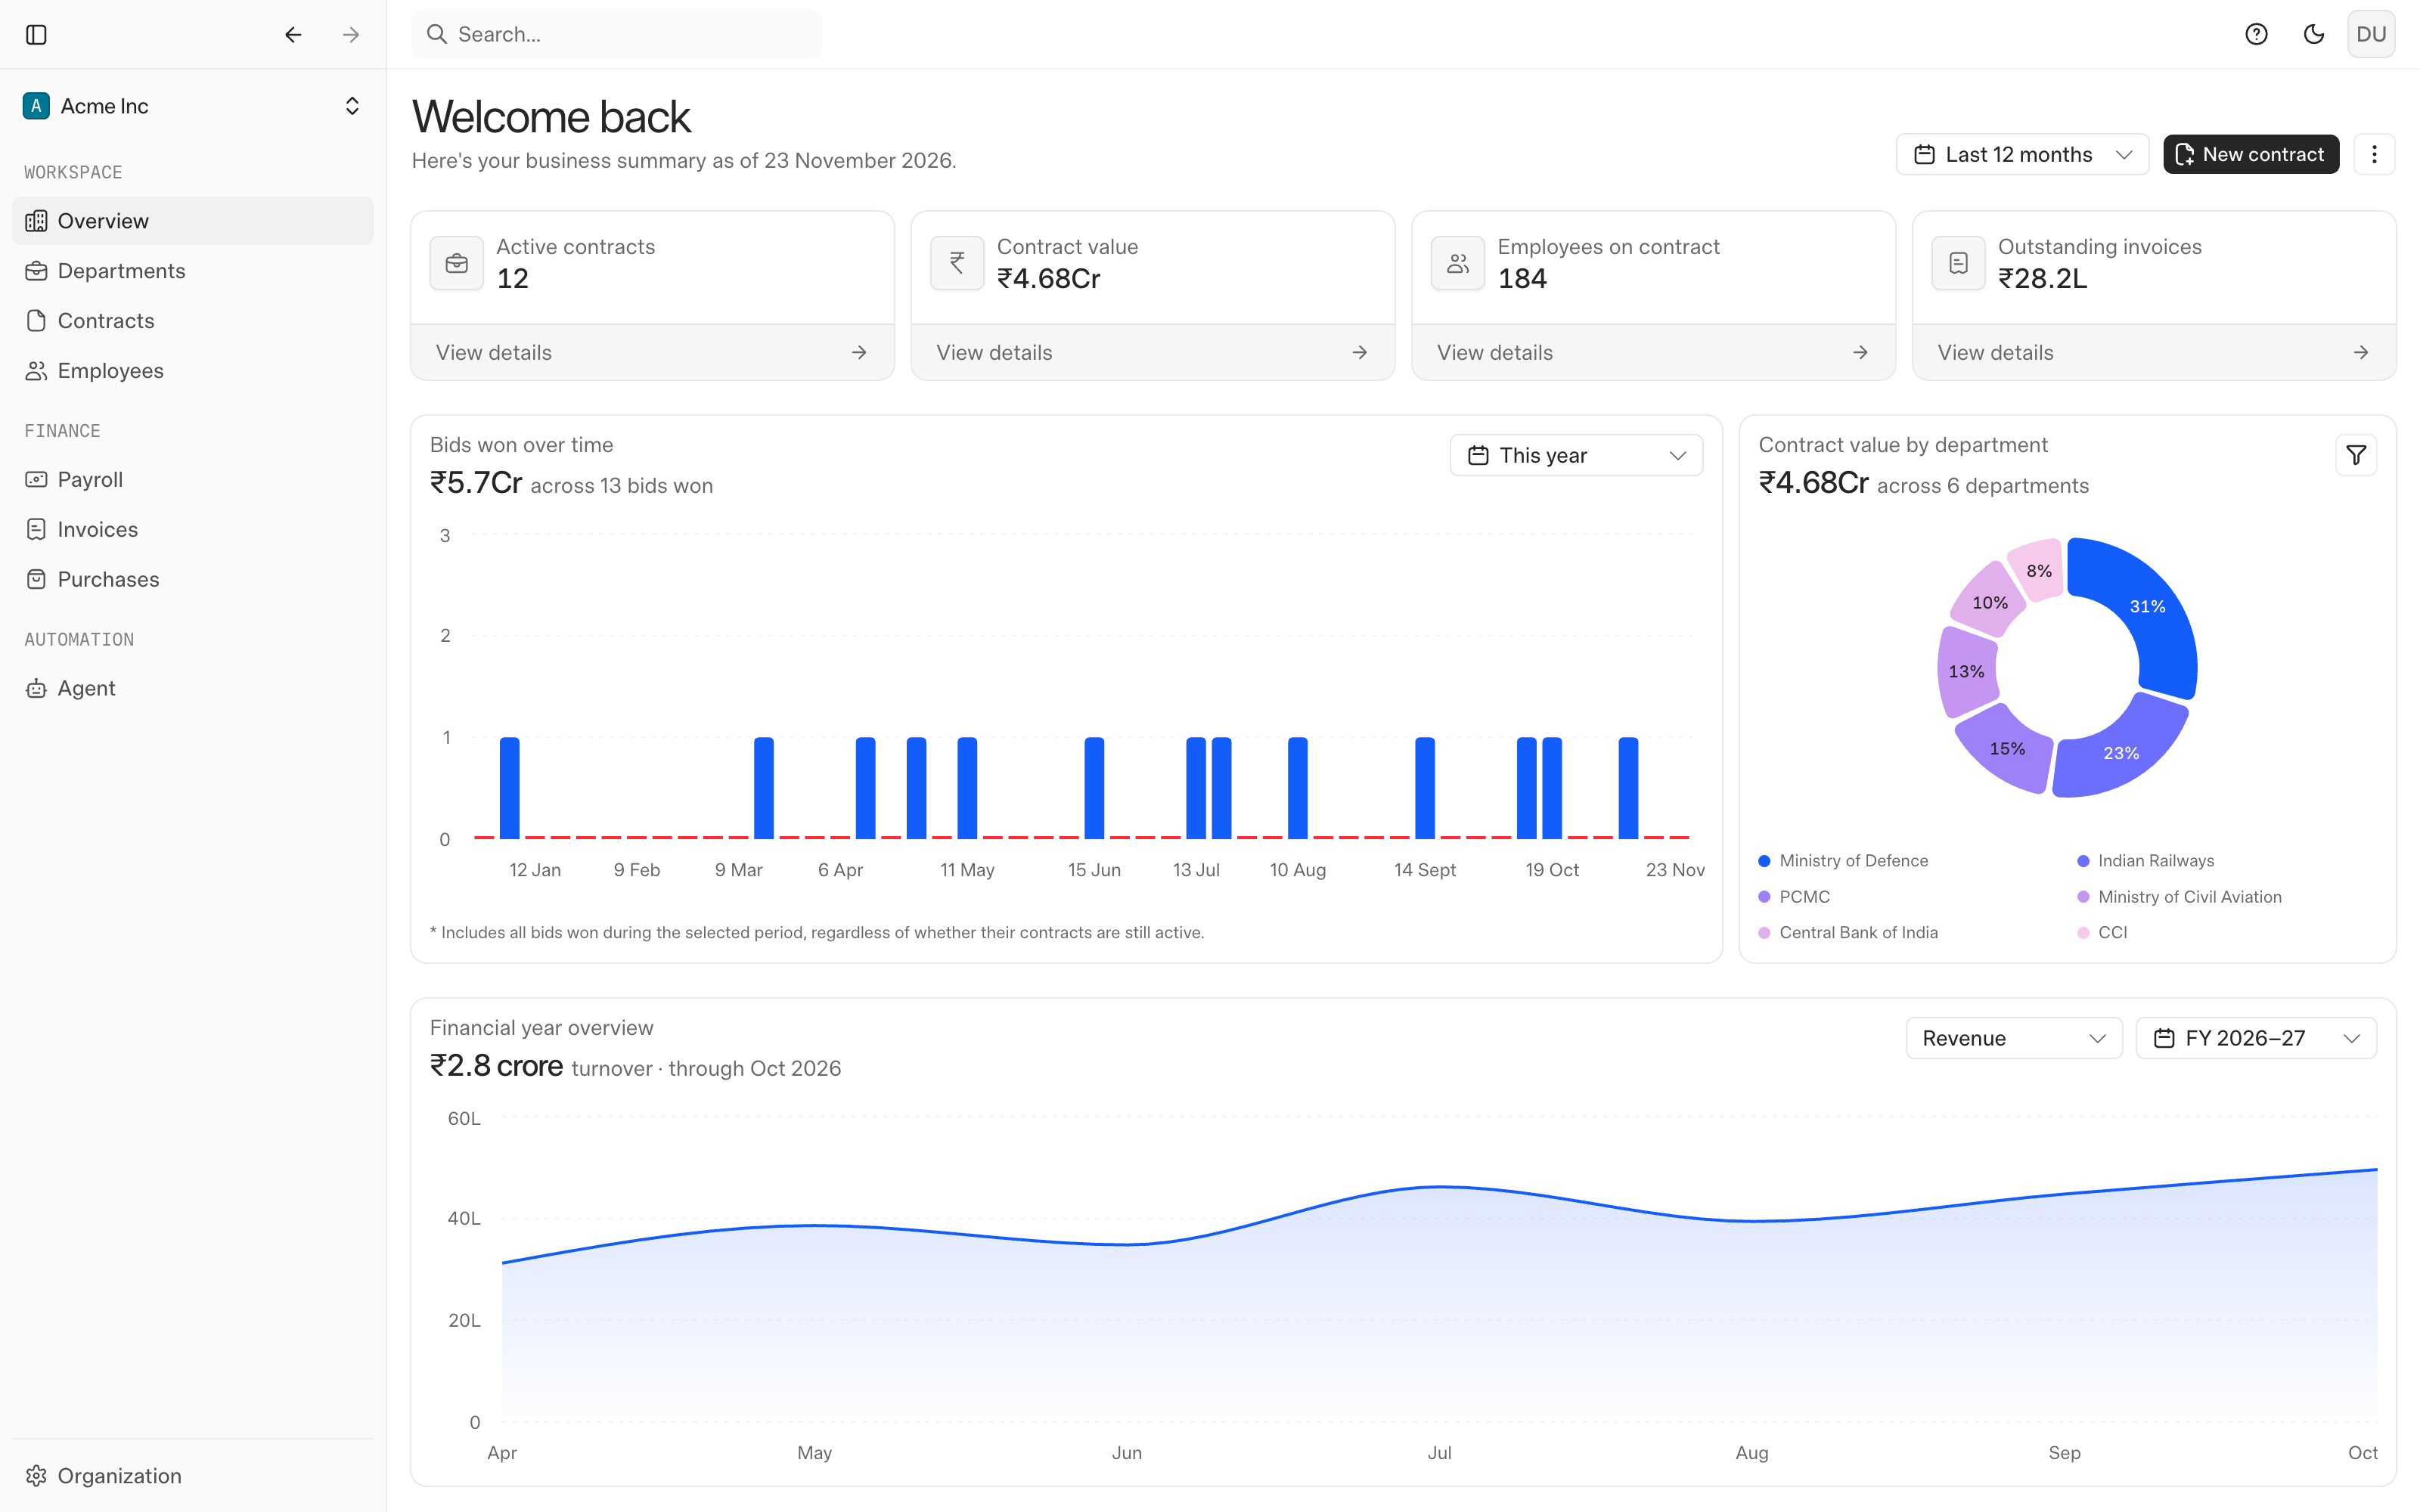 Search...
DU
A Acme Inc
WORKSPACE
Overview
Departments
Contracts
Employees
FINANCE
Payroll
Invoices
Purchases
AUTOMATION
Agent
Organization
Welcome back
Here's your business summary as of 23 November 2026.
Last 12 months
New contract
Active contracts
12
View details
Contract value
₹4.68Cr
View details
Employees on contract
184
View details
Outstanding invoices
₹28.2L
View details
Bids won over time
₹5.7Cr across 13 bids won
This year
3
2
1
0
12 Jan 9 Feb 9 Mar 6 Apr 11 May 15 Jun 13 Jul 10 Aug 14 Sept 19 Oct 23 Nov
* Includes all bids won during the selected period, regardless of whether their contracts are still active.
Contract value by department
₹4.68Cr across 6 departments
8%
31%
10%
13%
15%
23%
Ministry of Defence
Indian Railways
PCMC
Ministry of Civil Aviation
Central Bank of India
CCI
Financial year overview
₹2.8 crore turnover · through Oct 2026
Revenue
FY 2026–27
60L
40L
20L
0
Apr May Jun Jul Aug Sep Oct